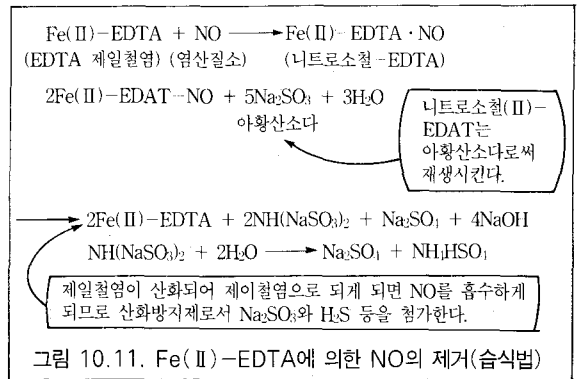 Fe(Ⅱ)-EDTA + NO ⟶ Fe(Ⅱ)-EDTA·NO
(EDTA 제일철염) (염산질소) (니트로소철-EDTA)
2Fe(Ⅱ)-EDAT-NO + 5Na₂SO₃ + 3H₂O
아황산소다
니트로소철(Ⅱ)-
EDAT는
아황산소다로써
재생시킨다.
⟶ 2Fe(Ⅱ)-EDTA + 2NH(NaSO₃)₂ + Na₂SO₄ + 4NaOH
NH(NaSO₃)₂ + 2H₂O ⟶ Na₂SO₄ + NH₄HSO₄
제일철염이 산화되어 제이철염으로 되게 되면 NO를 흡수하게
되므로 산화방지제로서 Na₂SO₃와 H₂S 등을 첨가한다.
그림 10.11. Fe(Ⅱ)-EDTA에 의한 NO의 제거(습식법)